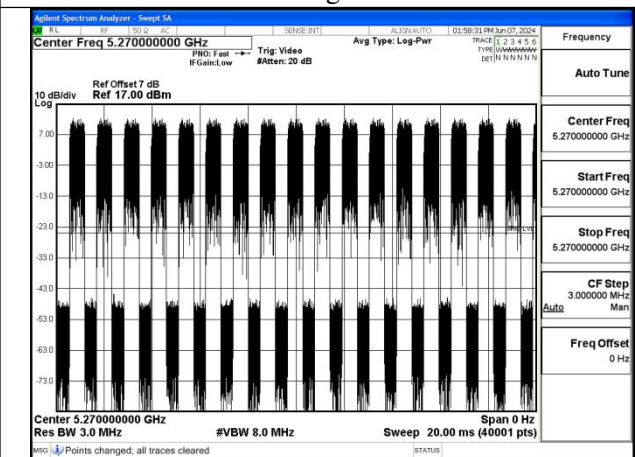 Agilent Spectrum Analyzer - Swept SA
RL RF 50 Ω AC SENSE:INT ALIGN AUTO 01:58:31 PM Jun 07, 2024
Center Freq 5.270000000 GHz
PNO: Fast
IFGain:Low
Trig: Video
#Atten: 20 dB
Avg Type: Log-Pwr
TRACE 1 2 3 4 5 6
TYPE
DET N N N N N N
Ref Offset 7 dB
10 dB/div Ref 17.00 dBm
Log
7.00
-3.00
-13.0
-23.0
-33.0
-43.0
-53.0
-63.0
-73.0
Center 5.270000000 GHz Span 0 Hz
Res BW 3.0 MHz #VBW 8.0 MHz Sweep 20.00 ms (40001 pts)
MSG Points changed; all traces cleared STATUS
Frequency
Auto Tune
Center Freq
5.270000000 GHz
Start Freq
5.270000000 GHz
Stop Freq
5.270000000 GHz
CF Step
3.000000 MHz
Auto Man
Freq Offset
0 Hz